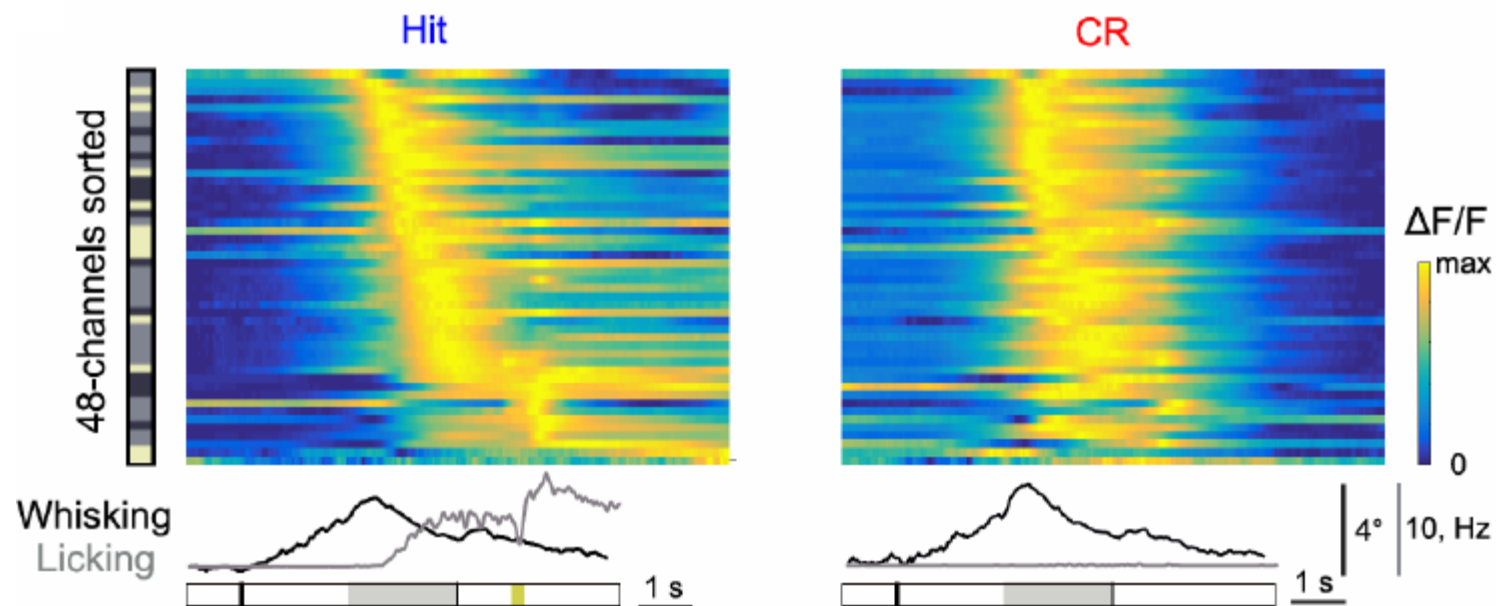 Hit
CR
48-channels sorted
ΔF/F
max
0
Whisking
Licking
4°
10, Hz
1 s
1 s